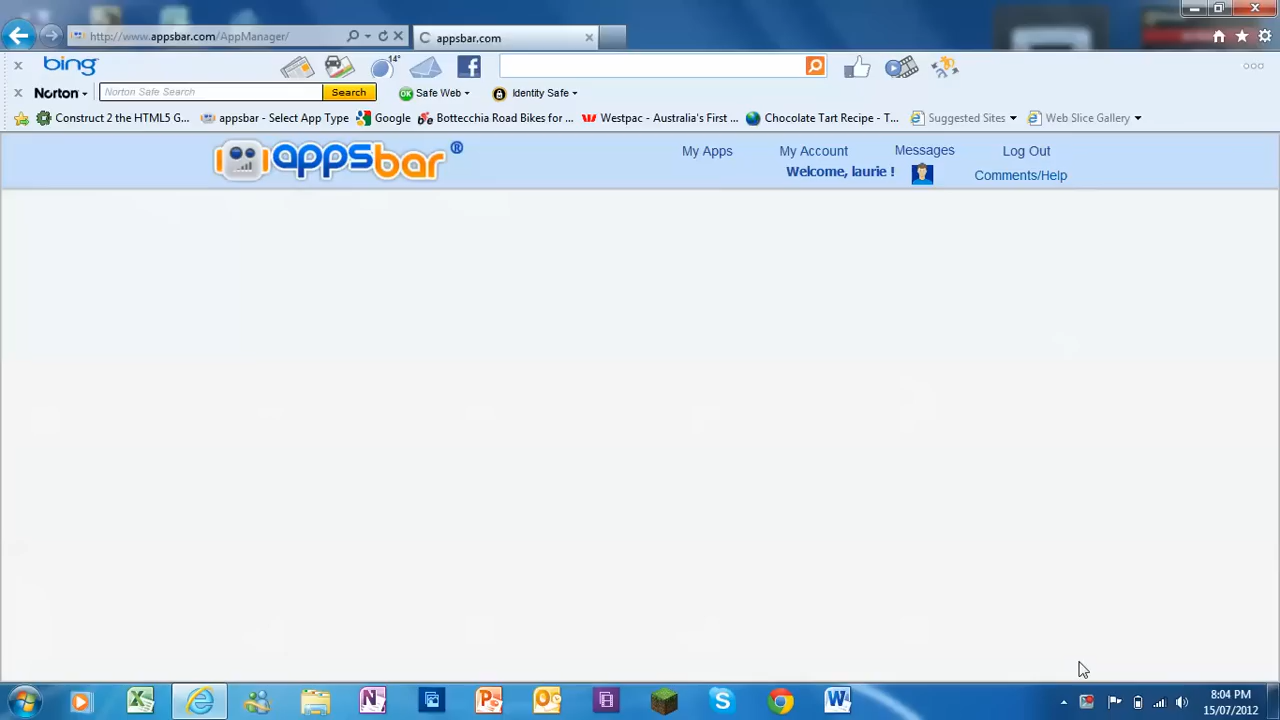 http://www.appsbar.com/AppManager/
appsbar.com
bing
14°
Norton
Norton Safe Search
Search
OK
Safe Web
Identity Safe
Construct 2 the HTML5 G...
appsbar - Select App Type
Google
Bottecchia Road Bikes for ...
Westpac - Australia's First ...
Chocolate Tart Recipe - T...
Suggested Sites
Web Slice Gallery
appsbar®
My Apps
My Account
Messages
Log Out
Welcome, laurie !
Comments/Help
8:04 PM
15/07/2012